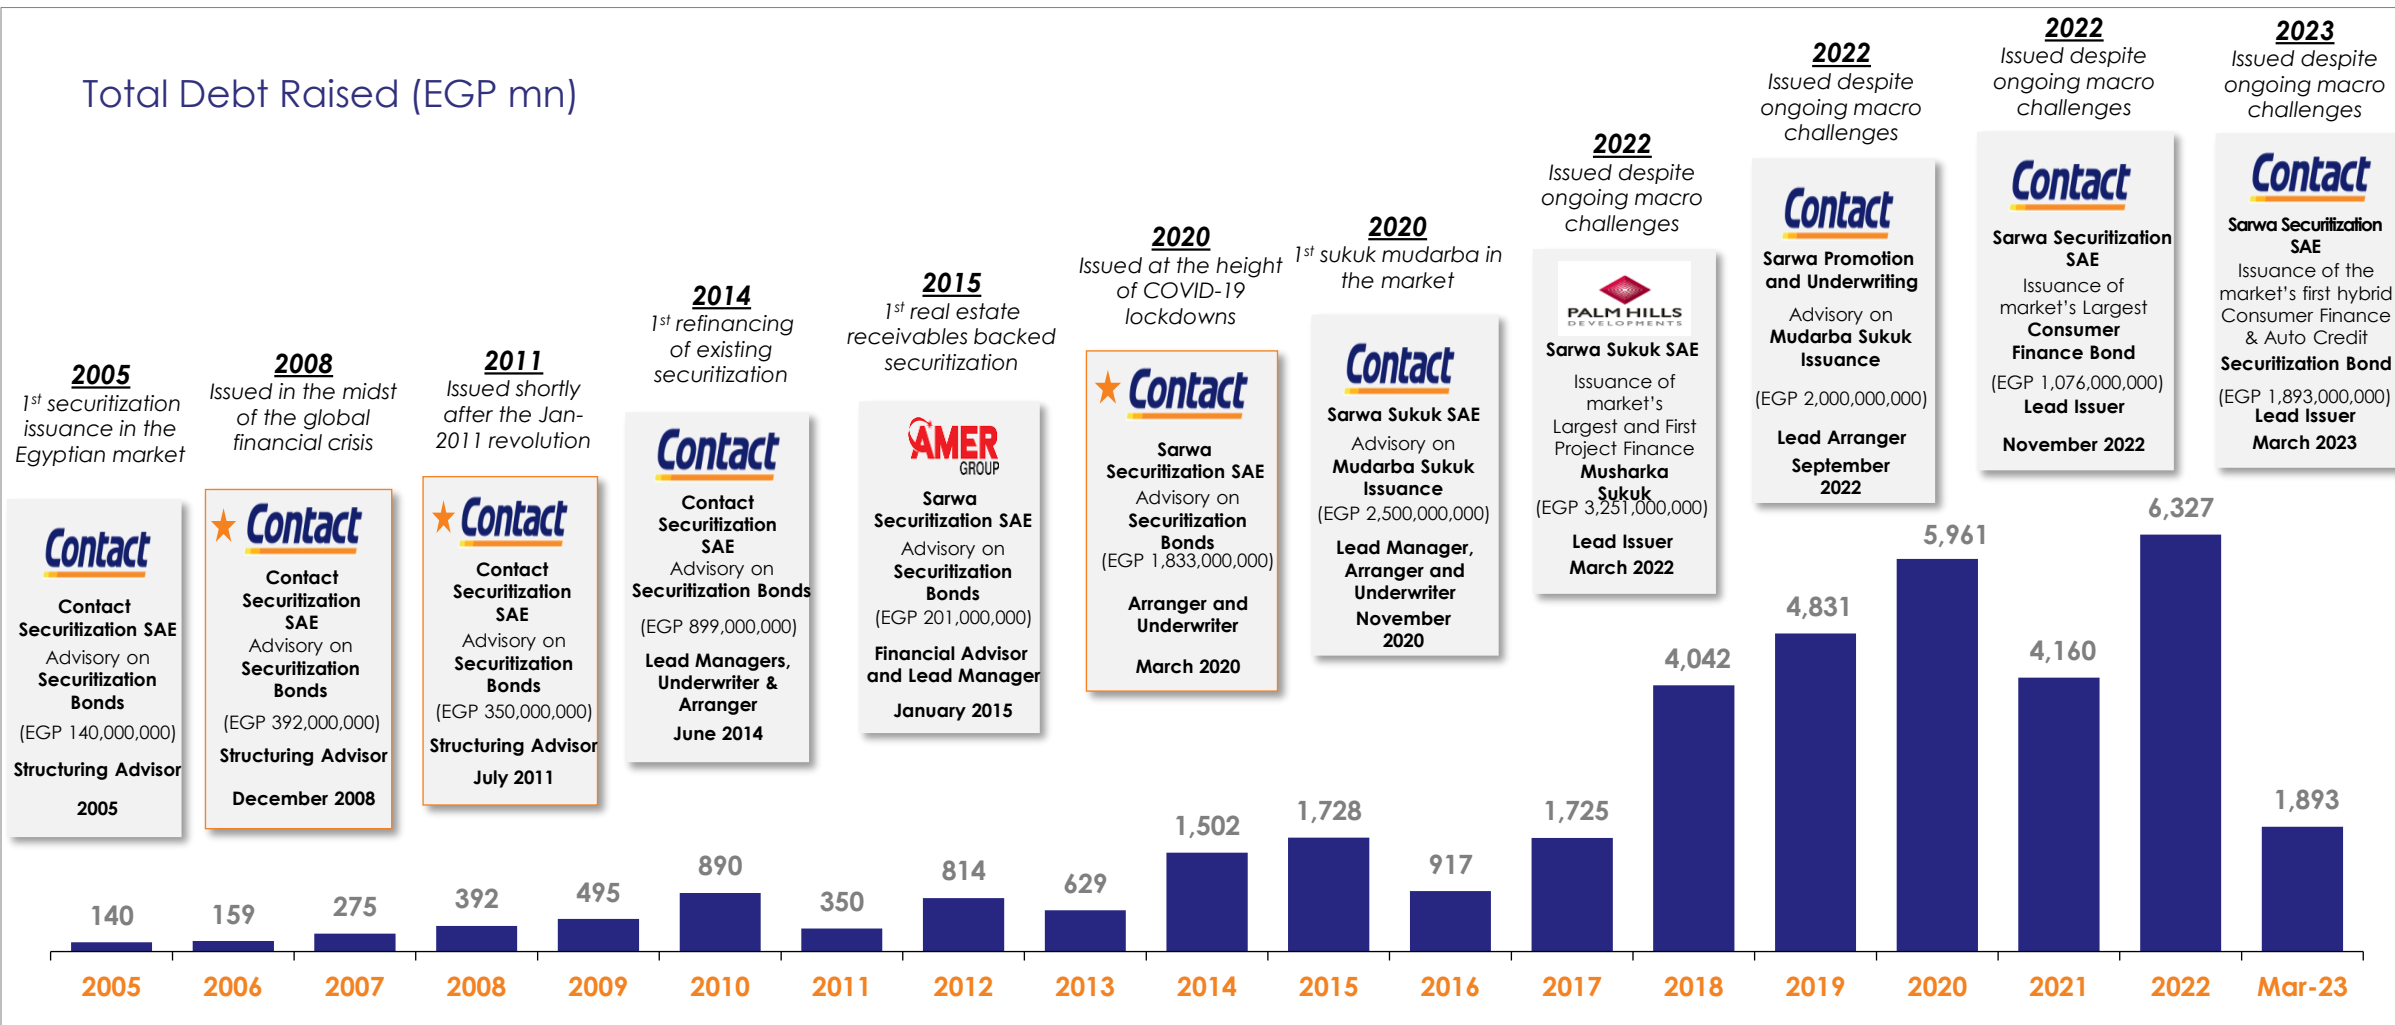 Total Debt Raised (EGP mn)
2005
1st securitization
issuance in the
Egyptian market
Contact
Contact
Securitization SAE
Advisory on
Securitization
Bonds
(EGP 140,000,000)
Structuring Advisor
2005
2008
Issued in the midst
of the global
financial crisis
Contact
Contact
Securitization
SAE
Advisory on
Securitization
Bonds
(EGP 392,000,000)
Structuring Advisor
December 2008
2011
Issued shortly
after the Jan-
2011 revolution
Contact
Contact
Securitization
SAE
Advisory on
Securitization
Bonds
(EGP 350,000,000)
Structuring Advisor
July 2011
2014
1st refinancing
of existing
securitization
Contact
Contact
Securitization
SAE
Advisory on
Securitization Bonds
(EGP 899,000,000)
Lead Managers,
Underwriter &
Arranger
June 2014
2015
1st real estate
receivables backed
securitization
AMER
GROUP
Sarwa
Securitization SAE
Advisory on
Securitization
Bonds
(EGP 201,000,000)
Financial Advisor
and Lead Manager
January 2015
2020
Issued at the height
of COVID-19
lockdowns
Contact
Sarwa
Securitization SAE
Advisory on
Securitization
Bonds
(EGP 1,833,000,000)
Arranger and
Underwriter
March 2020
2020
1st sukuk mudarba in
the market
Contact
Sarwa Sukuk SAE
Advisory on
Mudarba Sukuk
Issuance
(EGP 2,500,000,000)
Lead Manager,
Arranger and
Underwriter
November
2020
2022
Issued despite
ongoing macro
challenges
PALM HILLS
DEVELOPMENTS
Sarwa Sukuk SAE
Issuance of
market's
Largest and First
Project Finance
Musharka
Sukuk
(EGP 3,251,000,000)
Lead Issuer
March 2022
2022
Issued despite
ongoing macro
challenges
Contact
Sarwa Promotion
and Underwriting
Advisory on
Mudarba Sukuk
Issuance
(EGP 2,000,000,000)
Lead Arranger
September
2022
2022
Issued despite
ongoing macro
challenges
Contact
Sarwa Securitization
SAE
Issuance of
market's Largest
Consumer
Finance Bond
(EGP 1,076,000,000)
Lead Issuer
November 2022
2023
Issued despite
ongoing macro
challenges
Contact
Sarwa Securitization
SAE
Issuance of the
market's first hybrid
Consumer Finance
& Auto Credit
Securitization Bond
(EGP 1,893,000,000)
Lead Issuer
March 2023
140
159
275
392
495
890
350
814
629
1,502
1,728
917
1,725
4,042
4,831
5,961
4,160
6,327
1,893
2005
2006
2007
2008
2009
2010
2011
2012
2013
2014
2015
2016
2017
2018
2019
2020
2021
2022
Mar-23